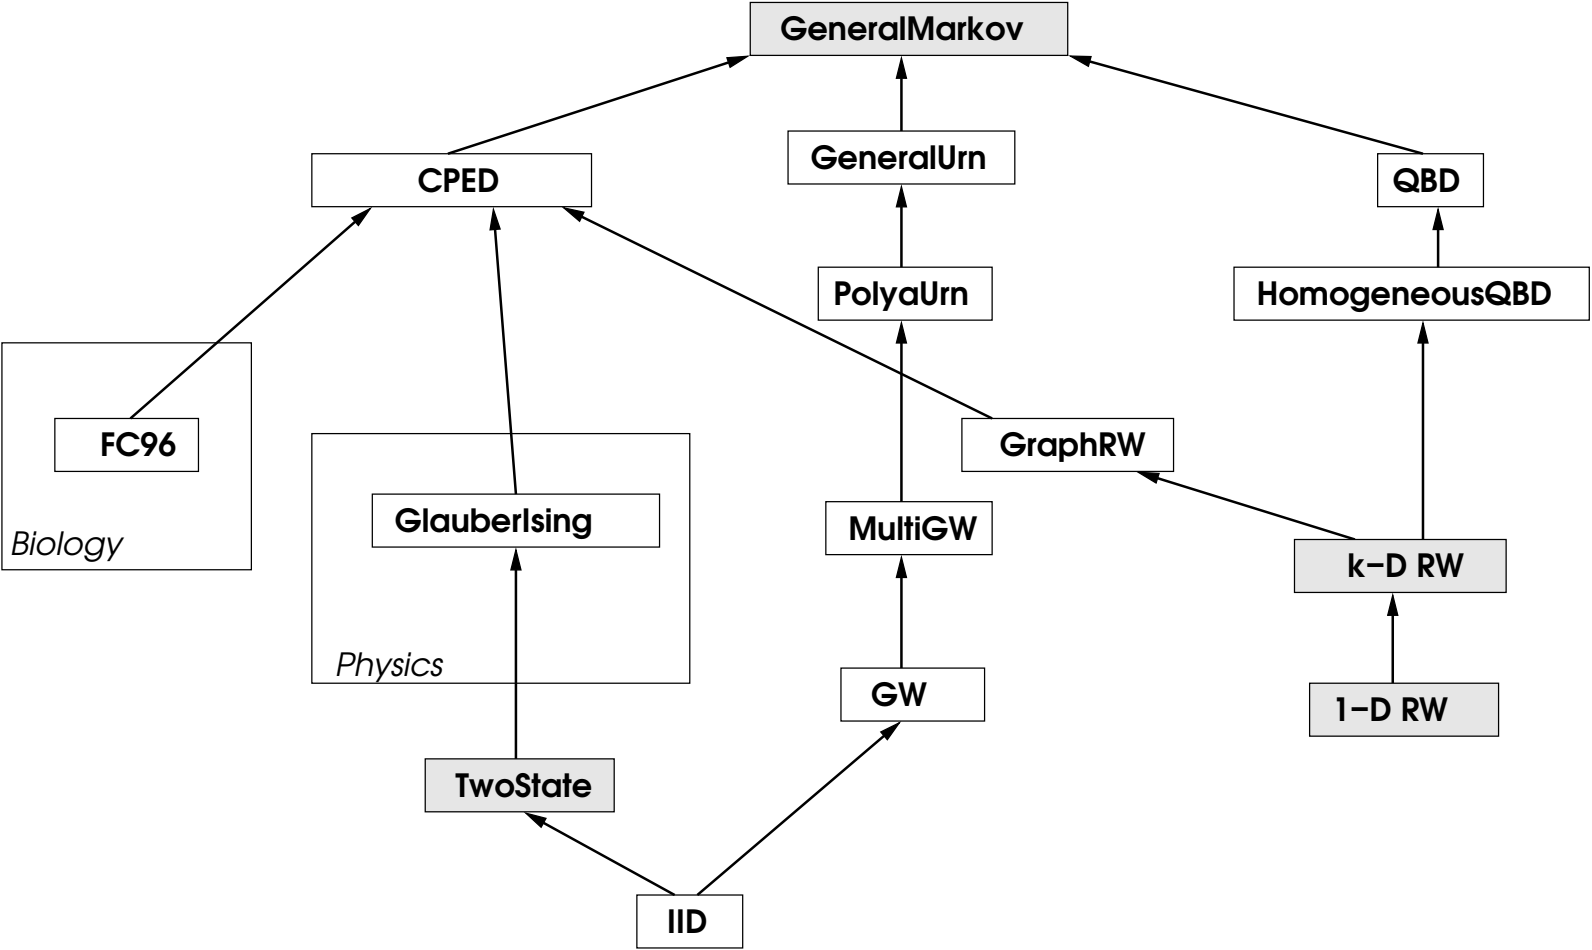 GeneralMarkov
GeneralUrn
CPED
QBD
PolyaUrn
HomogeneousQBD
FC96
GraphRW
GlauberIsing
MultiGW
Biology
k–D RW
Physics
GW
1–D RW
TwoState
IID